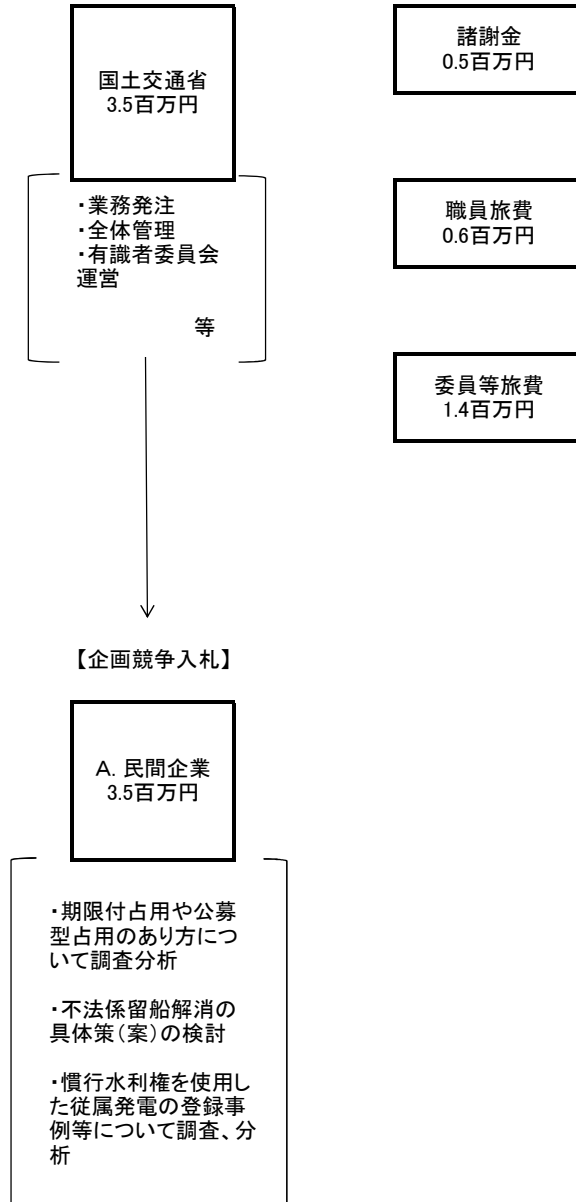 国土交通省
3.5百万円
・業務発注
・全体管理
・有識者委員会
運営
等
諸謝金
0.5百万円
職員旅費
0.6百万円
委員等旅費
1.4百万円
【企画競争入札】
A. 民間企業
3.5百万円
・期限付占用や公募
型占用のあり方につ
いて調査分析
・不法係留船解消の
具体策(案)の検討
・慣行水利権を使用し
た従属発電の登録事
例等について調査、分
析